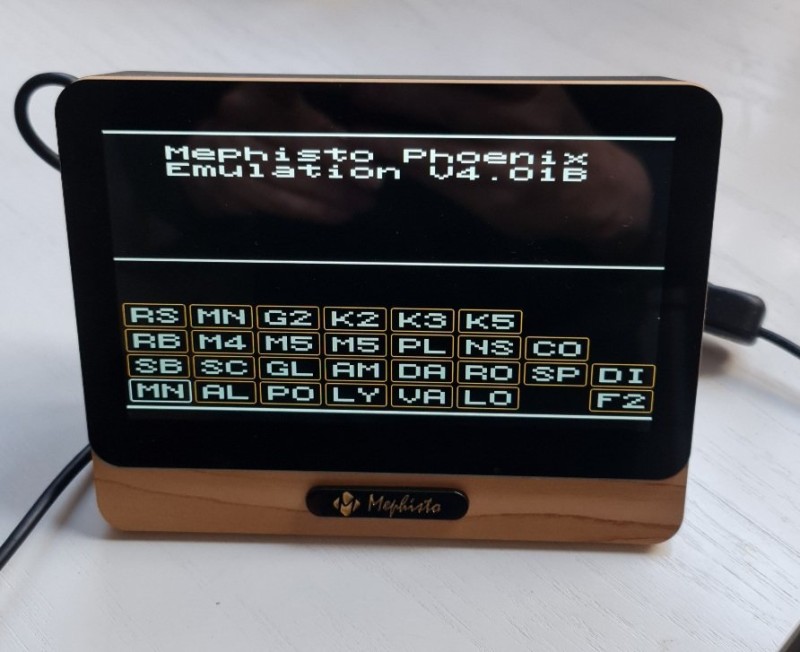 Mephisto Phoenix
Emulation V4.01B
RS MN G2 K2 K3 K5
RB M4 M5 M5 PL NS CO
SB SC GL AM DA RO SP DI
MN AL PO LY VA LO F2
Mephisto